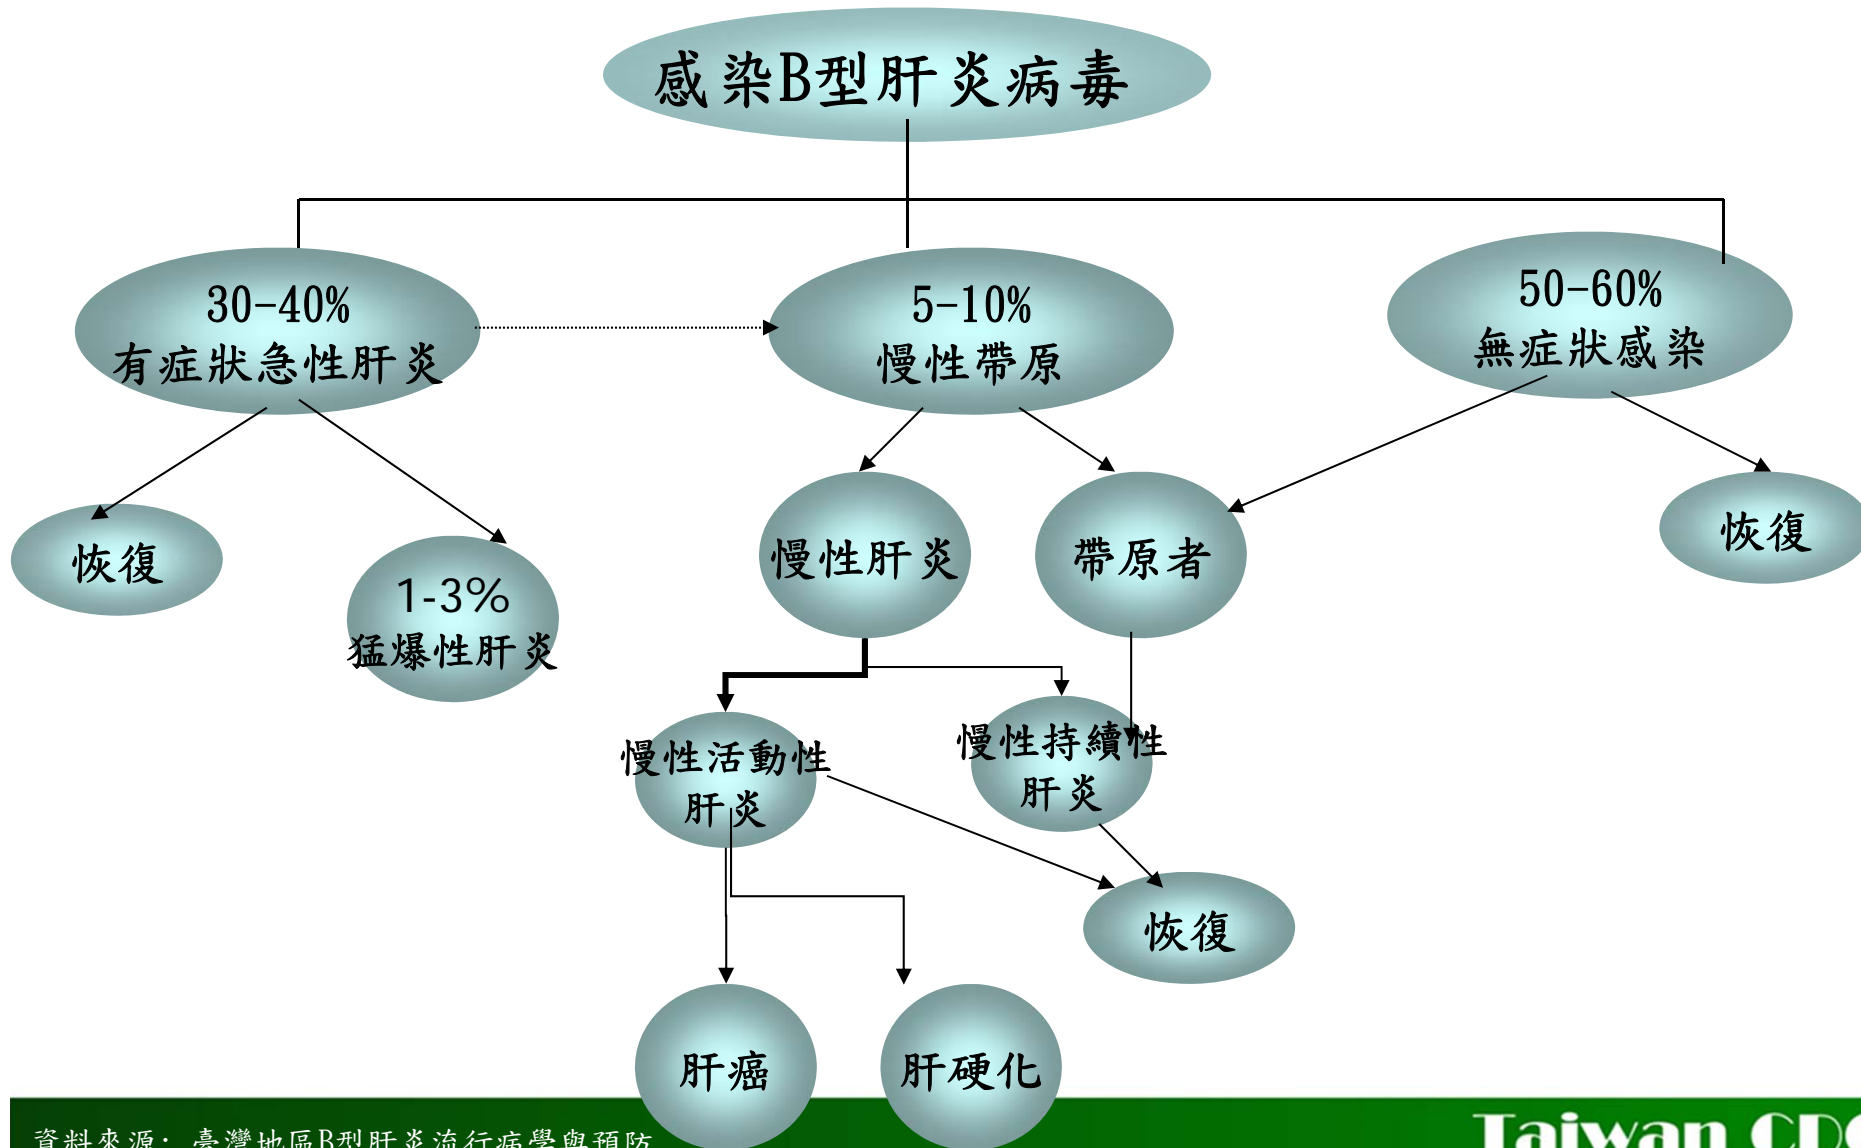 感染B型肝炎病毒
30-40%
有症狀急性肝炎
5-10%
慢性帶原
50-60%
無症狀感染
恢復
1-3%
猛爆性肝炎
慢性肝炎
帶原者
恢復
慢性活動性
肝炎
慢性持續性
肝炎
恢復
肝癌
肝硬化
資料來源: 臺灣地區B型肝炎流行病學與預防
Taiwan CDC